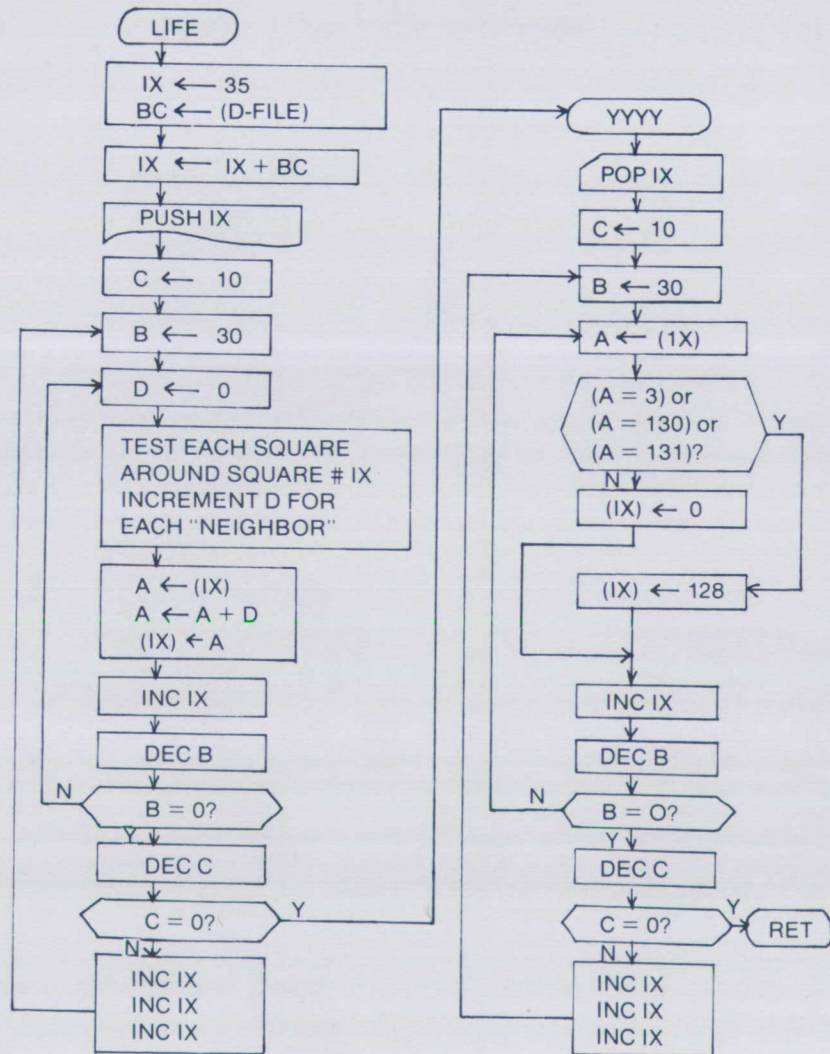 LIFE
IX ← 35
BC ← (D-FILE)
IX ← IX + BC
PUSH IX
C ← 10
B ← 30
D ← 0
TEST EACH SQUARE
AROUND SQUARE # IX
INCREMENT D FOR
EACH "NEIGHBOR"
A ← (IX)
A ← A + D
(IX) ← A
INC IX
DEC B
N
B = 0?
Y
DEC C
C = 0?
Y
N
INC IX
INC IX
INC IX
YYYY
POP IX
C ← 10
B ← 30
A ← (1X)
(A = 3) or
(A = 130) or
(A = 131)?
Y
N
(IX) ← 0
(IX) ← 128
INC IX
DEC B
N
B = O?
Y
DEC C
C = 0?
Y
RET
N
INC IX
INC IX
INC IX